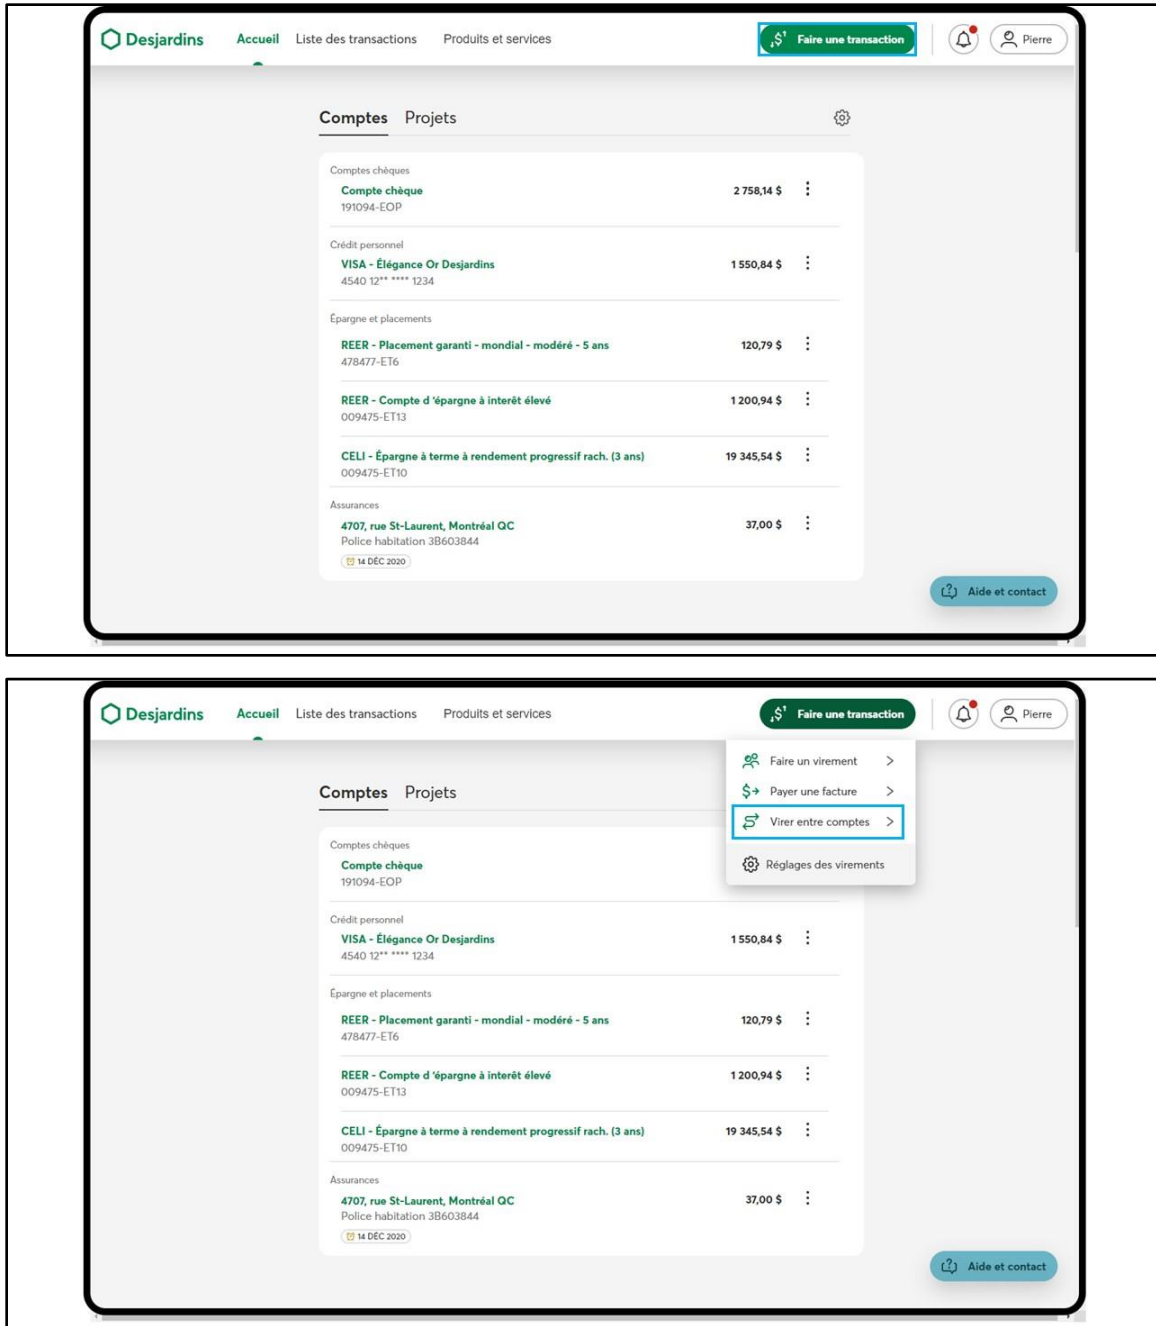 Desjardins Accueil Liste des transactions Produits et services Faire une transaction Pierre
Comptes Projets
Comptes chèques
Compte chèque 2 758,14 $
191094-EOP
Crédit personnel
VISA - Élégance Or Desjardins 1 550,84 $
4540 12** **** 1234
Épargne et placements
REER - Placement garanti - mondial - modéré - 5 ans 120,79 $
478477-ET6
REER - Compte d 'épargne à interêt élevé 1 200,94 $
009475-ET13
CELI - Épargne à terme à rendement progressif rach. (3 ans) 19 345,54 $
009475-ET10
Assurances
4707, rue St-Laurent, Montréal QC 37,00 $
Police habitation 3B603844
14 DÉC 2020
Aide et contact
Desjardins Accueil Liste des transactions Produits et services Faire une transaction Pierre
Faire un virement
Payer une facture
Virer entre comptes
Réglages des virements
Comptes Projets
Comptes chèques
Compte chèque
191094-EOP
Crédit personnel
VISA - Élégance Or Desjardins 1 550,84 $
4540 12** **** 1234
Épargne et placements
REER - Placement garanti - mondial - modéré - 5 ans 120,79 $
478477-ET6
REER - Compte d 'épargne à interêt élevé 1 200,94 $
009475-ET13
CELI - Épargne à terme à rendement progressif rach. (3 ans) 19 345,54 $
009475-ET10
Assurances
4707, rue St-Laurent, Montréal QC 37,00 $
Police habitation 3B603844
14 DÉC 2020
Aide et contact